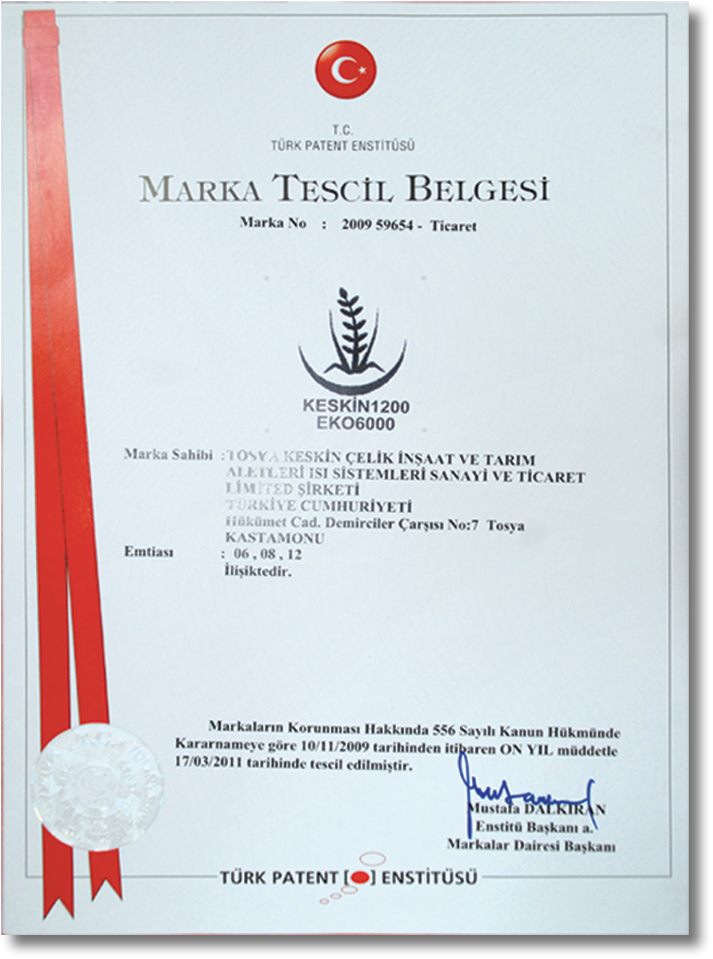 T.C.
TÜRK PATENT ENSTİTÜSÜ
MARKA TESCİL BELGESİ
Marka No : 2009 59654 - Ticaret
KESKİN1200
EKO6000
Marka Sahibi : TOSYA KESKİN ÇELİK İNŞAAT VE TARIM
ALETLERİ ISI SİSTEMLERİ SANAYİ VE TİCARET
LİMİTED ŞİRKETİ
TÜRKİYE CUMHURİYETİ
Hükümet Cad. Demirciler Çarşısı No:7 Tosya
KASTAMONU
Emtiası : 06 , 08 , 12
İlişiktedir.
Markaların Korunması Hakkında 556 Sayılı Kanun Hükmünde
Kararnameye göre 10/11/2009 tarihinden itibaren ON YIL müddetle
17/03/2011 tarihinde tescil edilmiştir.
Mustafa DALKIRAN
Enstitü Başkanı a.
Markalar Dairesi Başkanı
TÜRK PATENT [ ] ENSTİTÜSÜ